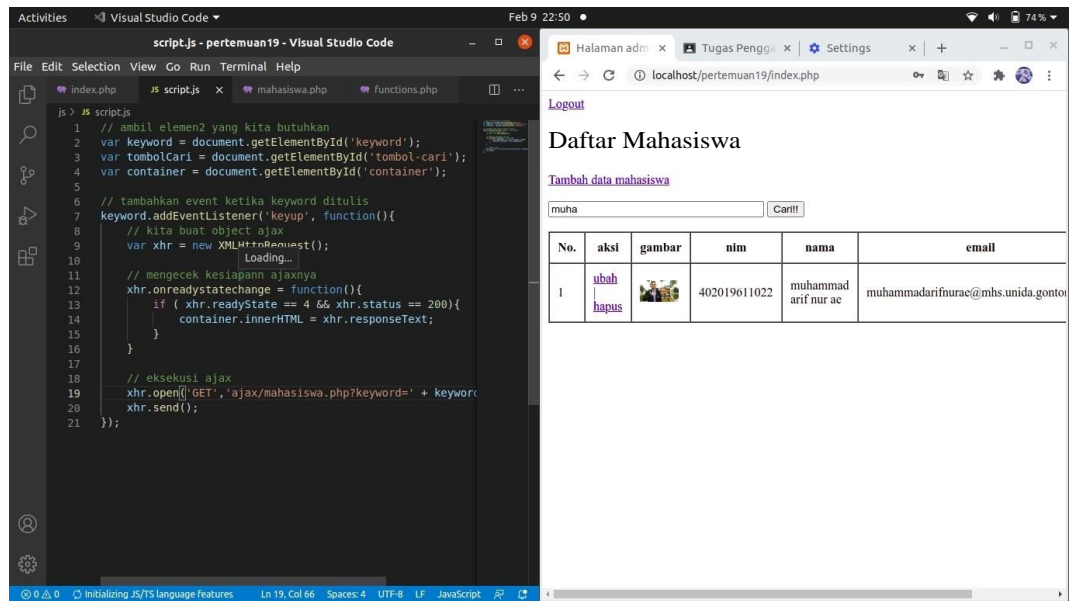 Activities
Visual Studio Code
Feb 9 22:50
74 %
script.js - pertemuan19 - Visual Studio Code
File Edit Selection View Go Run Terminal Help
index.php
JS script.js
mahasiswa.php
functions.php
js > JS script.js
1 // ambil elemen2 yang kita butuhkan
2 var keyword = document.getElementById('keyword');
3 var tombolCari = document.getElementById('tombol-cari');
4 var container = document.getElementById('container');
5
6 // tambahkan event ketika keyword ditulis
7 keyword.addEventListener('keyup', function(){
8 // kita buat object ajax
9 var xhr = new XMLHttpRequest();
Loading...
10
11 // mengecek kesiapann ajaxnya
12 xhr.onreadystatechange = function(){
13 if ( xhr.readyState == 4 && xhr.status == 200){
14 container.innerHTML = xhr.responseText;
15 }
16 }
17
18 // eksekusi ajax
19 xhr.open('GET','ajax/mahasiswa.php?keyword=' + keyword
20 xhr.send();
21 });
0 0 Initializing JS/TS language features Ln 19, Col 66 Spaces: 4 UTF-8 LF JavaScript
Halaman adm
Tugas Pengga
Settings
localhost/pertemuan19/index.php
Logout
Daftar Mahasiswa
Tambah data mahasiswa
muha
Cari!!
No. aksi gambar nim nama email
1
ubah
|
hapus
402019611022
muhammad
arif nur ae
muhammadarifnurae@mhs.unida.gontor